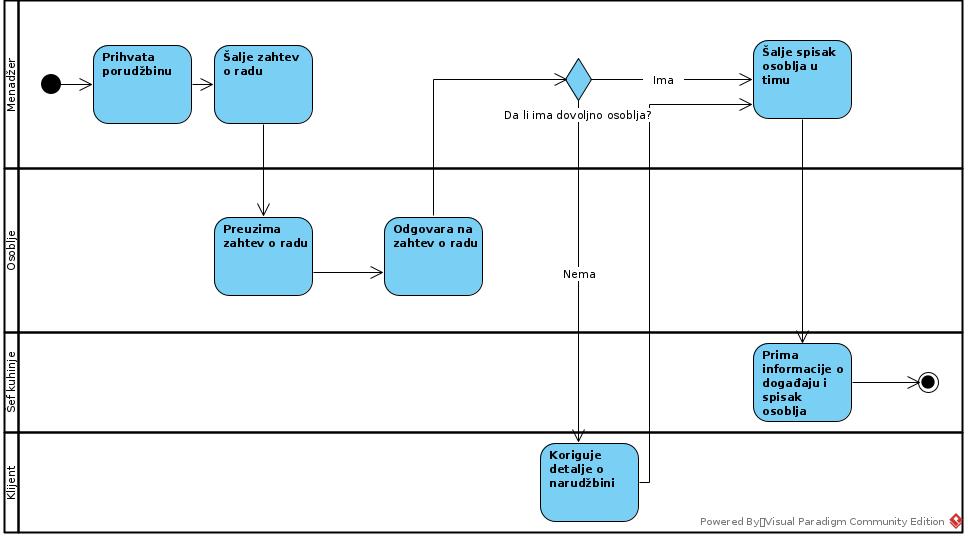 Menadžer
Prihvata
porudžbinu
Šalje zahtev
o radu
Ima
Šalje spisak
osoblja u
timu
Da li ima dovoljno osoblja?
Osoblje
Preuzima
zahtev o radu
Odgovara na
zahtev o radu
Nema
Šef kuhinje
Prima
informacije o
događaju i
spisak
osoblja
Klijent
Koriguje
detalje o
narudžbini
Powered By▯Visual Paradigm Community Edition